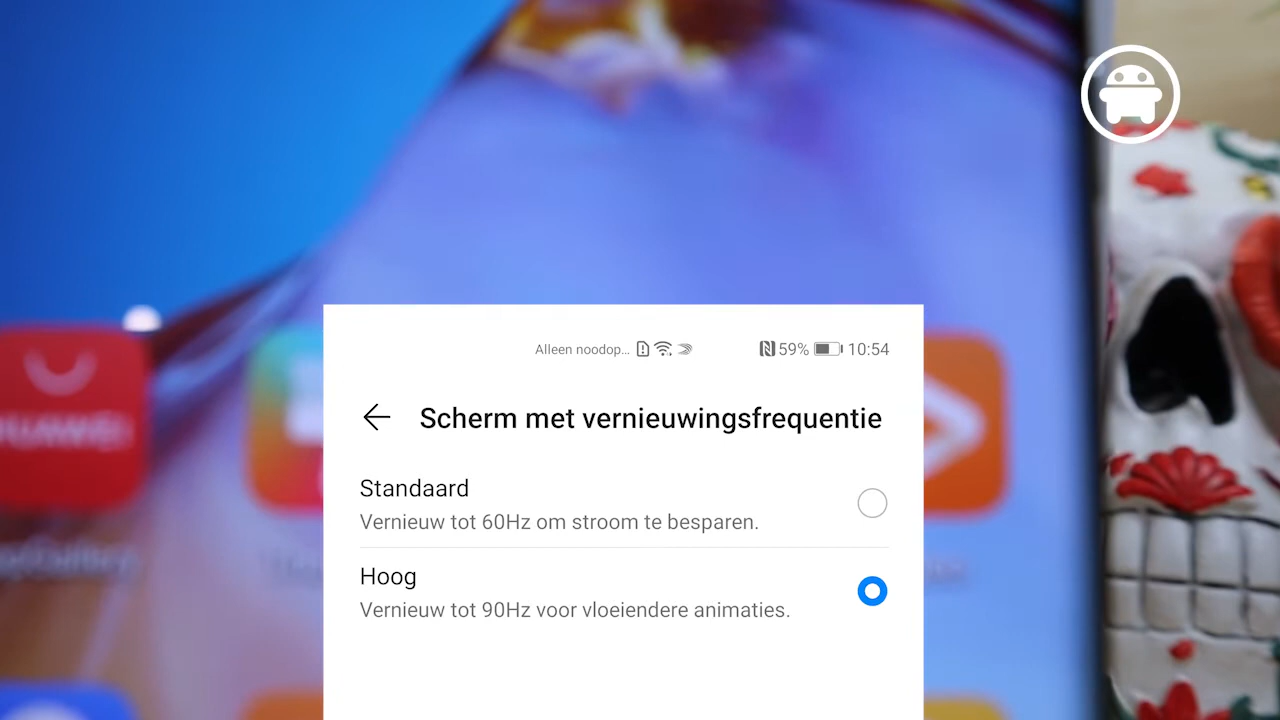 Alleen noodop... 59% 10:54
Scherm met vernieuwingsfrequentie
Standaard
Vernieuw tot 60Hz om stroom te besparen.
Hoog
Vernieuw tot 90Hz voor vloeiendere animaties.
HUAWEI